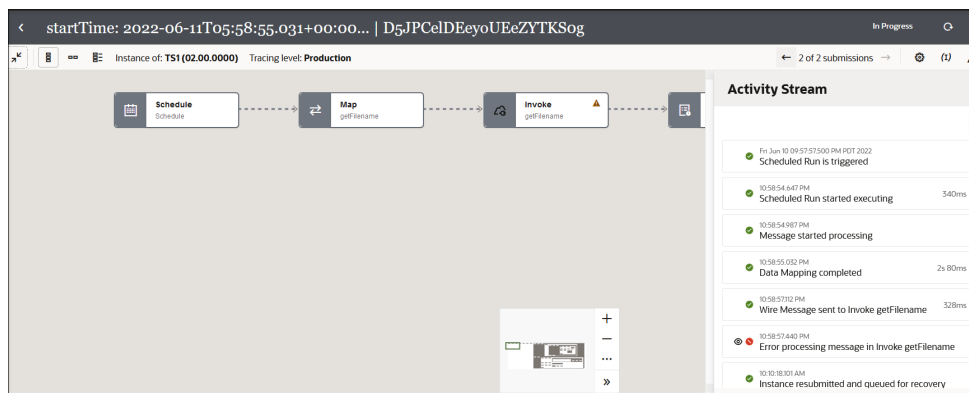 startTime: 2022-06-11T05:58:55.031+00:00... | D5JPCelDEeyoUEeZYTKS0g
In Progress
Instance of: TS1 (02.00.0000) Tracing level: Production
← 2 of 2 submissions →
(1)
Schedule
Schedule
Map
getFilename
Invoke
getFilename
Activity Stream
Fri Jun 10 09:57:57.500 PM PDT 2022
Scheduled Run is triggered
10:58:54.647 PM
Scheduled Run started executing 340ms
10:58:54.987 PM
Message started processing
10:58:55.032 PM
Data Mapping completed 2s 80ms
10:58:57.112 PM
Wire Message sent to Invoke getFilename 328ms
10:58:57.440 PM
Error processing message in Invoke getFilename
10:10:18.101 AM
Instance resubmitted and queued for recovery